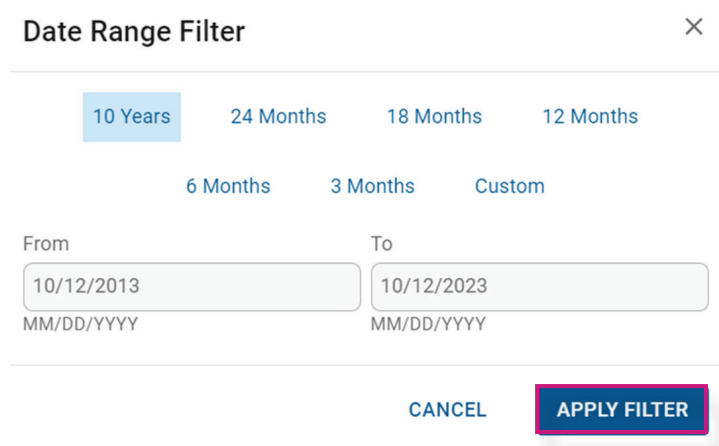 Date Range Filter
10 Years 24 Months 18 Months 12 Months
6 Months 3 Months Custom
From To
10/12/2013 10/12/2023
MM/DD/YYYY MM/DD/YYYY
CANCEL APPLY FILTER